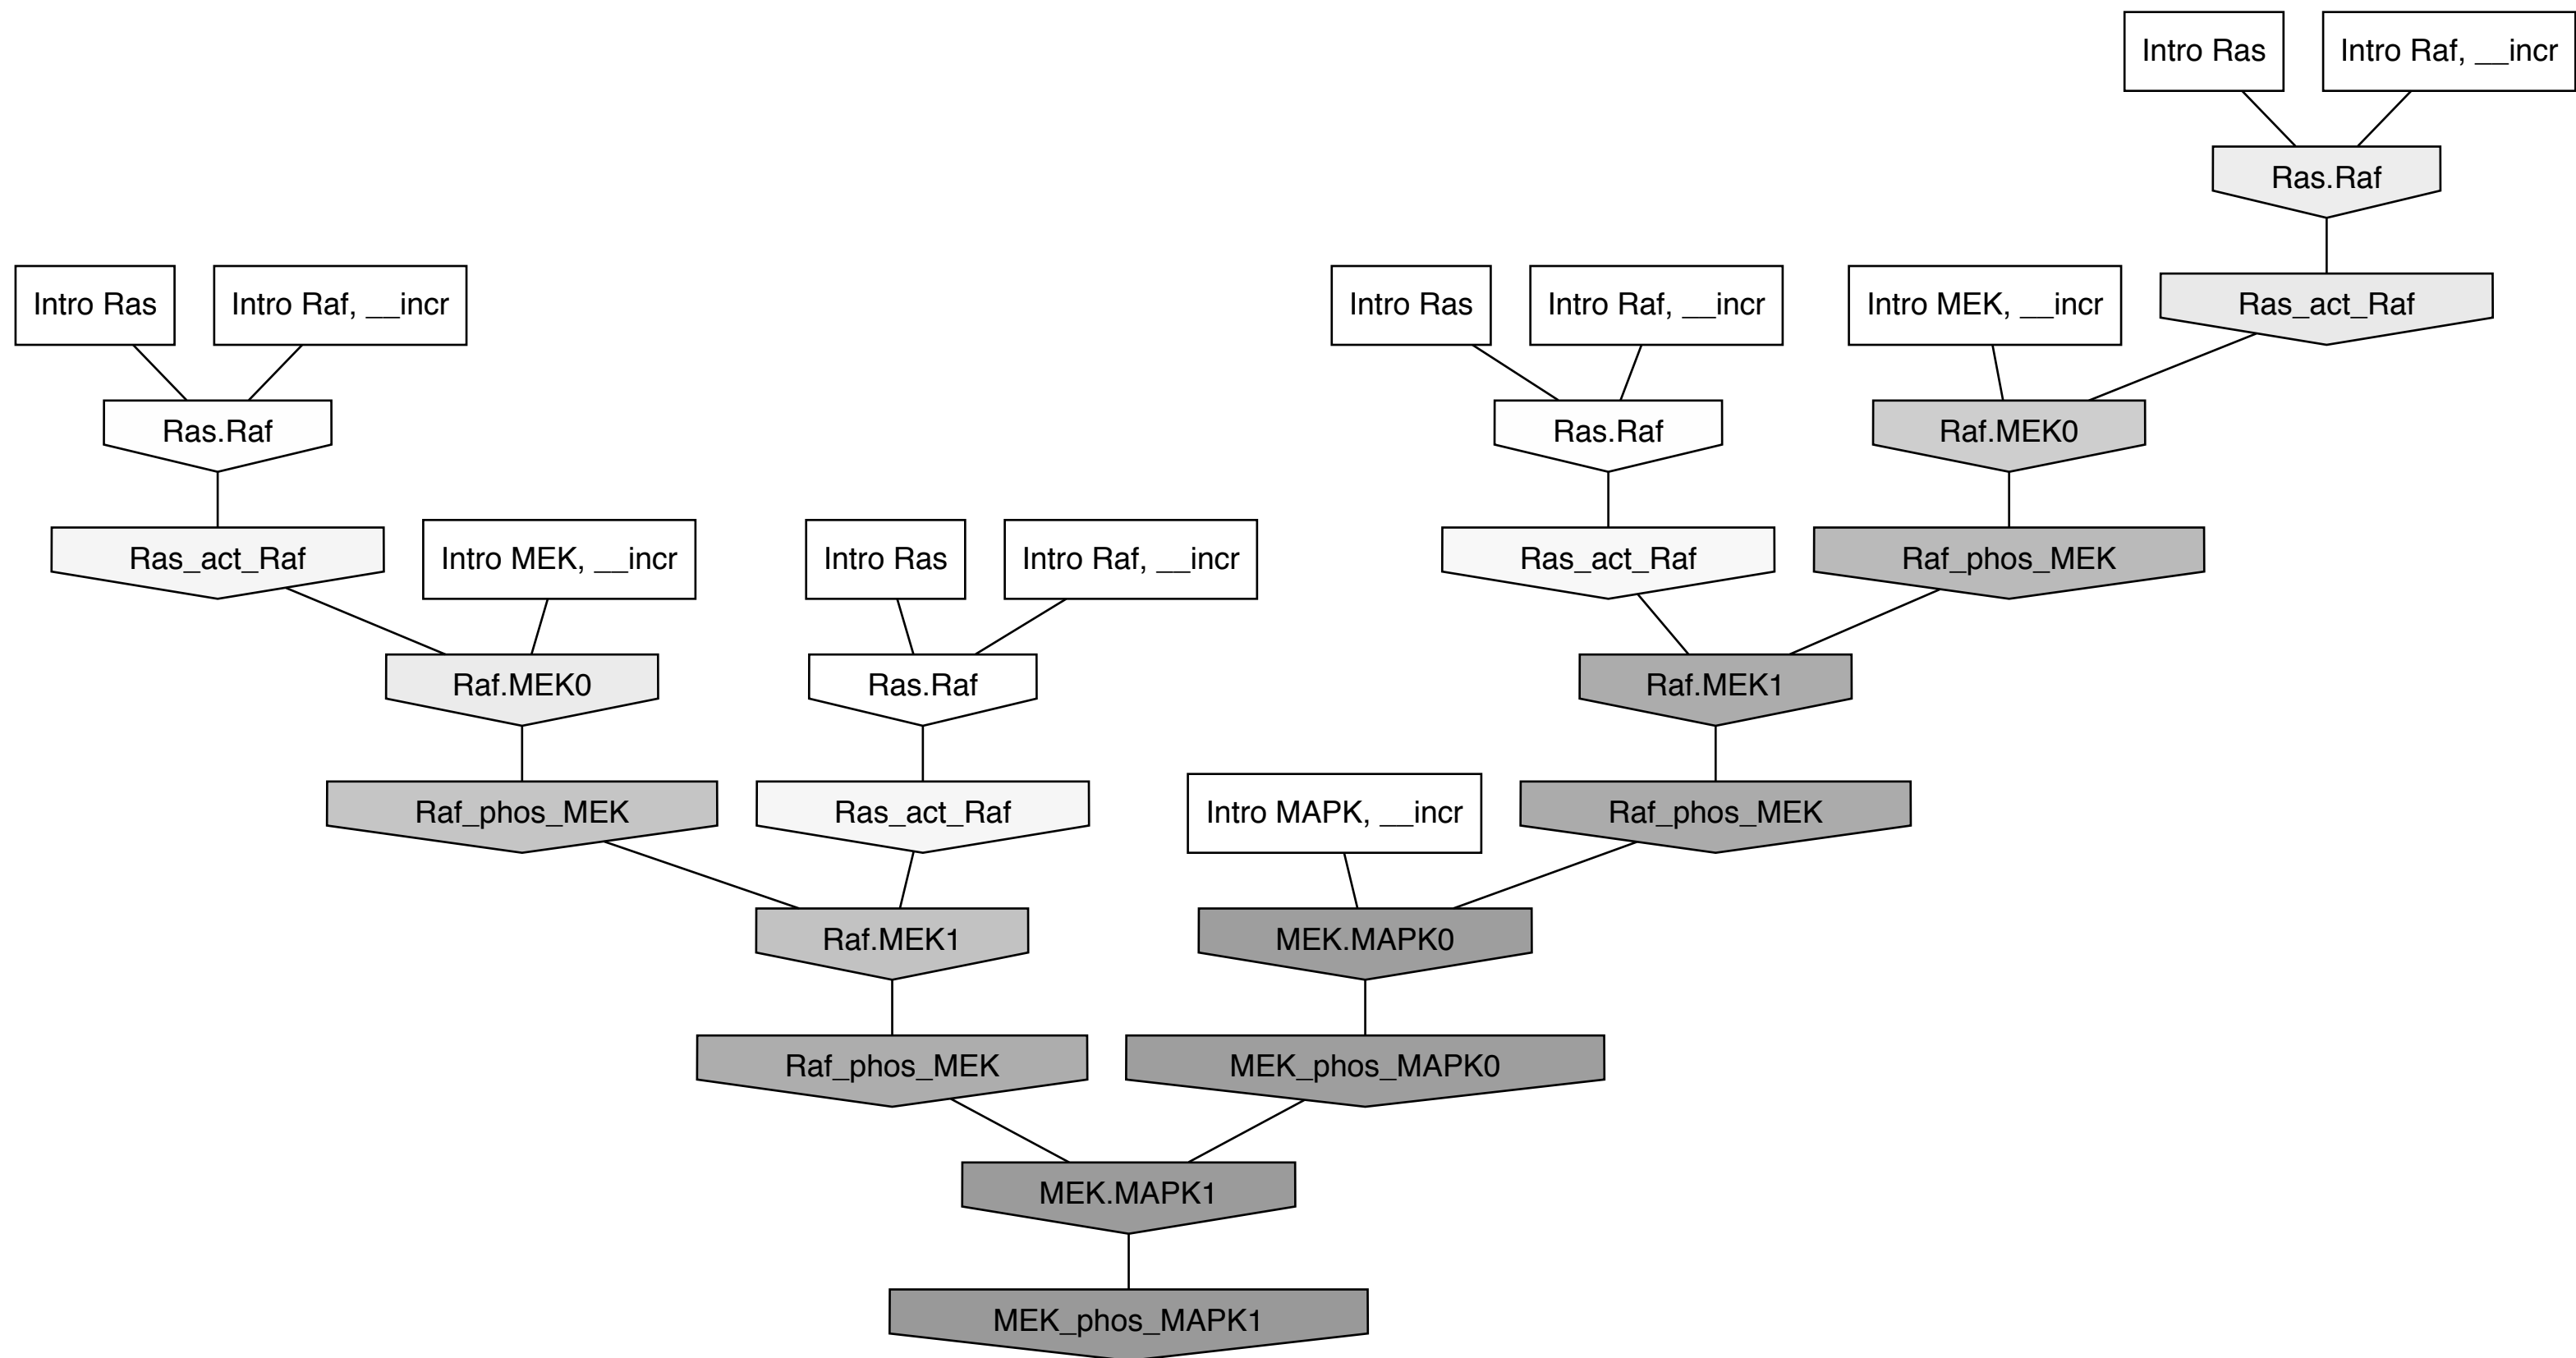 Intro Ras
Intro Raf, __incr
Ras.Raf
Intro Ras
Intro Raf, __incr
Intro Ras
Intro Raf, __incr
Intro MEK, __incr
Ras_act_Raf
Ras.Raf
Ras.Raf
Raf.MEK0
Ras_act_Raf
Intro MEK, __incr
Intro Ras
Intro Raf, __incr
Ras_act_Raf
Raf_phos_MEK
Raf.MEK0
Ras.Raf
Raf.MEK1
Raf_phos_MEK
Ras_act_Raf
Intro MAPK, __incr
Raf_phos_MEK
Raf.MEK1
MEK.MAPK0
Raf_phos_MEK
MEK_phos_MAPK0
MEK.MAPK1
MEK_phos_MAPK1